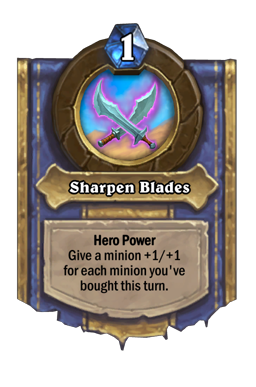 1
Sharpen Blades
Hero Power
Give a minion +1/+1
for each minion you've
bought this turn.